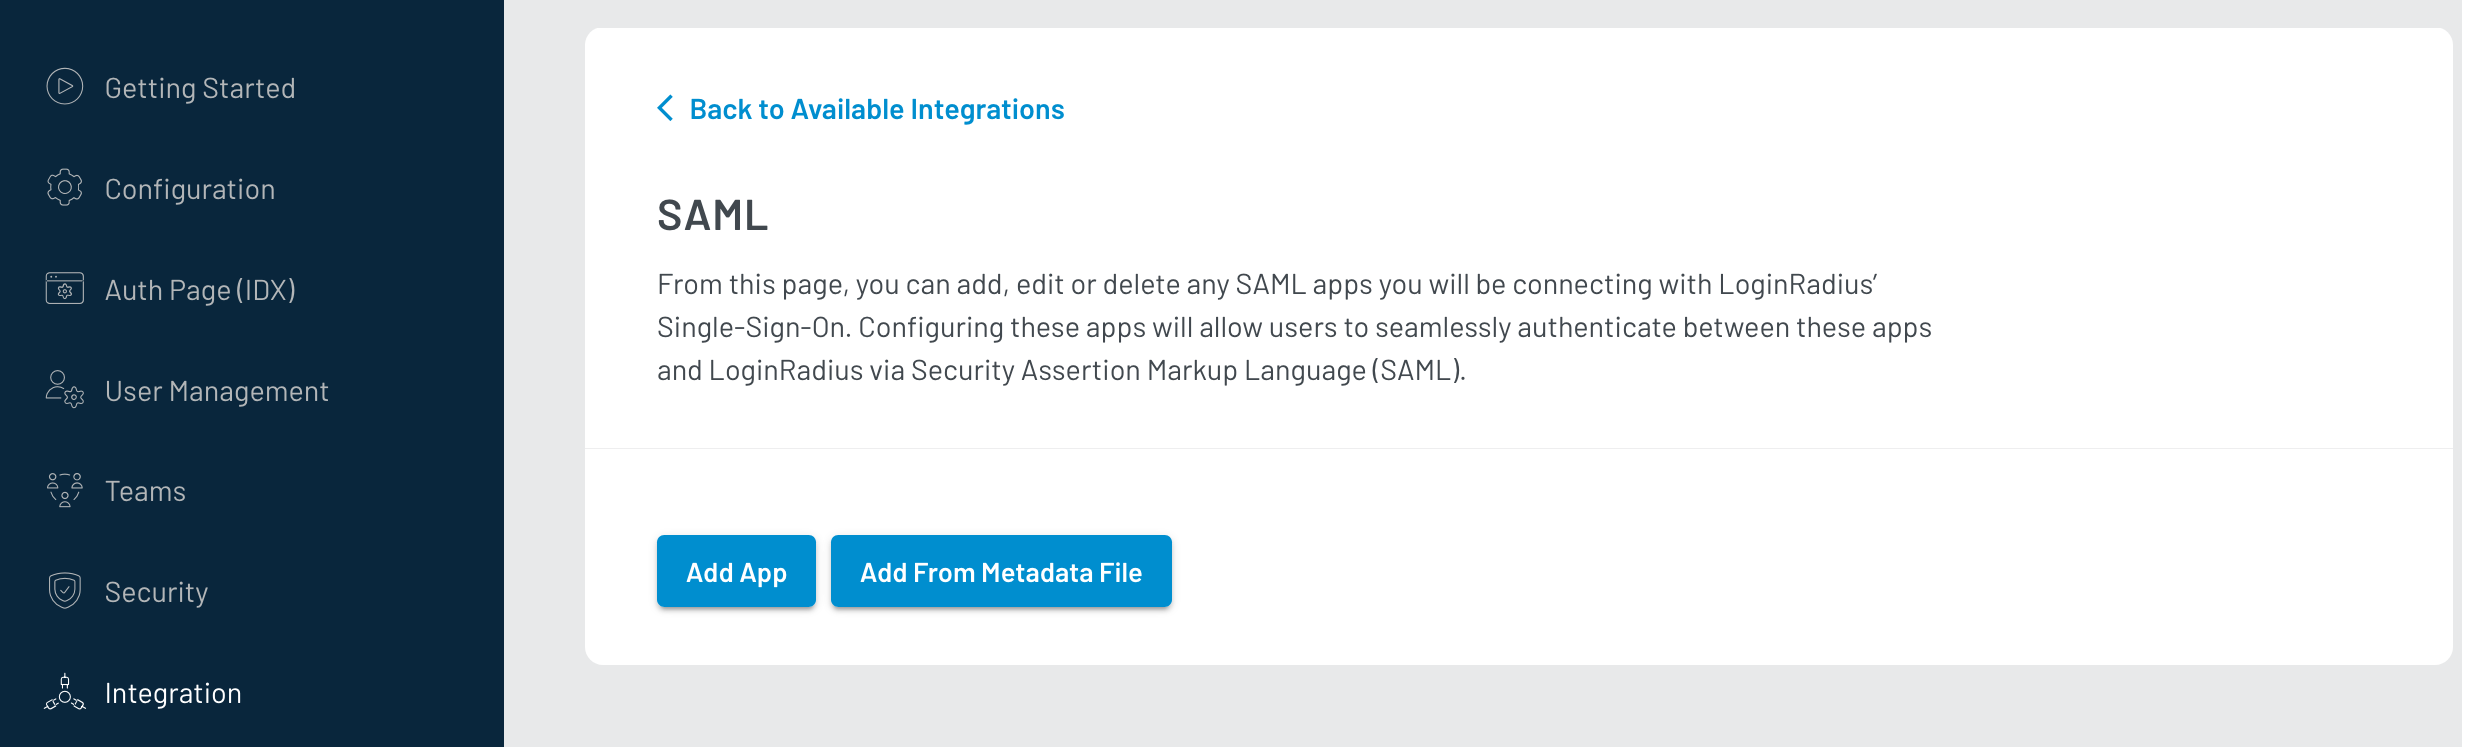 Getting Started
Configuration
Auth Page (IDX)
User Management
Teams
Security
Integration
Back to Available Integrations
SAML
From this page, you can add, edit or delete any SAML apps you will be connecting with LoginRadius’
Single-Sign-On. Configuring these apps will allow users to seamlessly authenticate between these apps
and LoginRadius via Security Assertion Markup Language (SAML).
Add App
Add From Metadata File